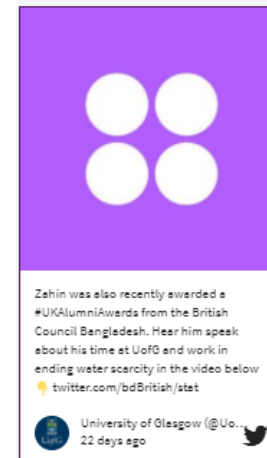 Zahin was also recently awarded a
#UKAlumniAwards from the British
Council Bangladesh. Hear him speak
about his time at UofG and work in
ending water scarcity in the video below
👇 twitter.com/bdBritish/stat
University of Glasgow (@Uo...
UofG
22 days ago